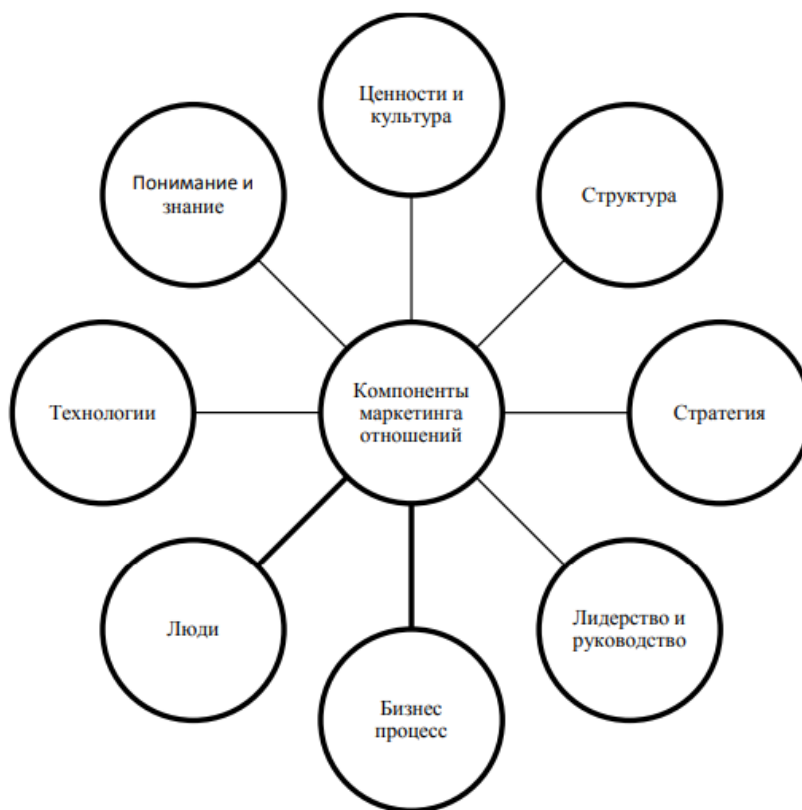 Ценности и
культура
Понимание и
знание
Структура
Технологии
Компоненты
маркетинга
отношений
Стратегия
Люди
Лидерство и
руководство
Бизнес
процесс